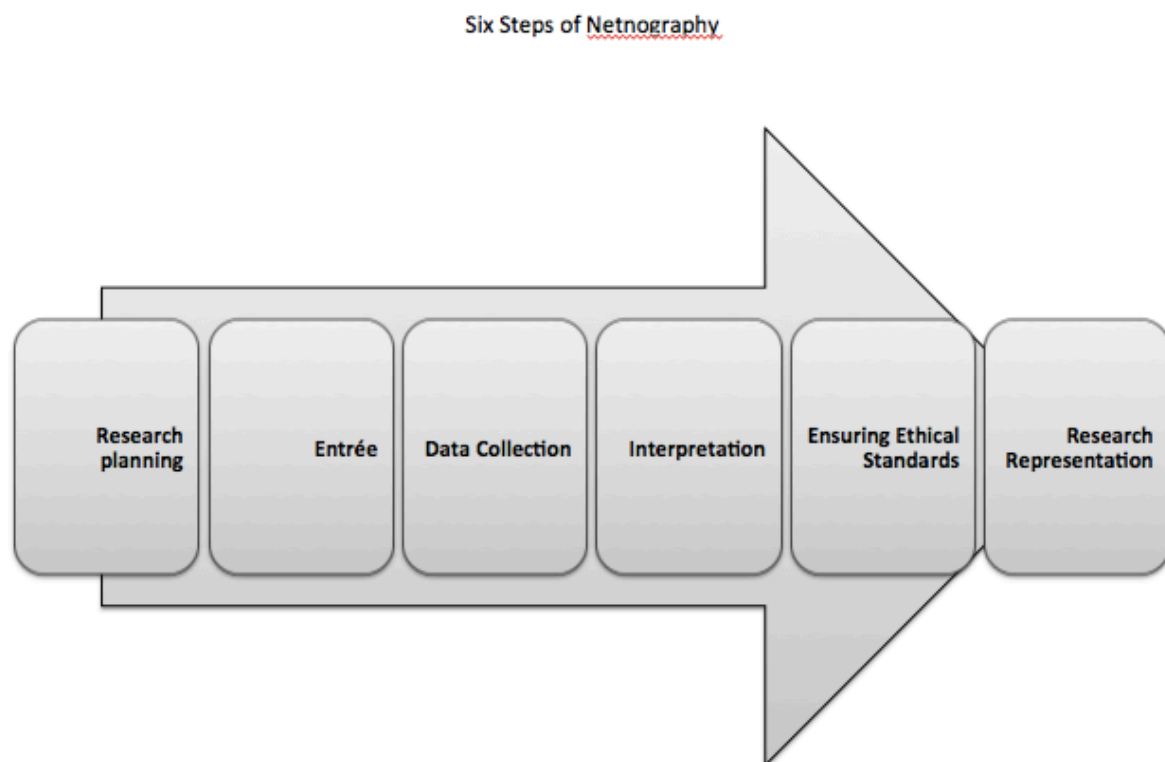 Six Steps of Netnography
Research
planning
Entrée
Data Collection
Interpretation
Ensuring Ethical
Standards
Research
Representation